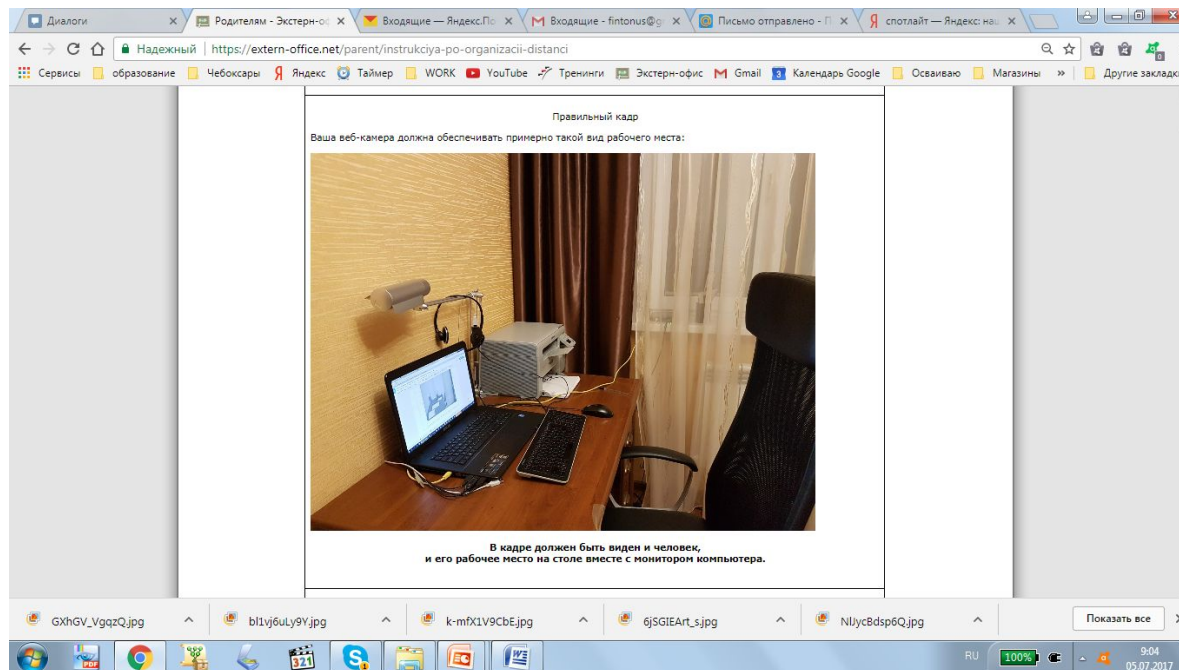 Диалоги
Родителям - Экстерн-оф
Входящие — Яндекс.По
Входящие - fintonus@g
Письмо отправлено - П
спотлайт — Яндекс: наш
Надежный https://extern-office.net/parent/instrukciya-po-organizacii-distanci
Сервисы образование Чебоксары Яндекс Таймер WORK YouTube Тренинги Экстерн-офис Gmail Календарь Google Осваиваю Магазины » Другие закладки
Правильный кадр
Ваша веб-камера должна обеспечивать примерно такой вид рабочего места:
В кадре должен быть виден и человек,
и его рабочее место на столе вместе с монитором компьютера.
GXhGV_VgqzQ.jpg
bl1vj6uLy9Y.jpg
k-mfX1V9CbE.jpg
6jSGIEArt_s.jpg
NlJycBdsp6Q.jpg
Показать все
321
RU 100% 9:04
05.07.2017